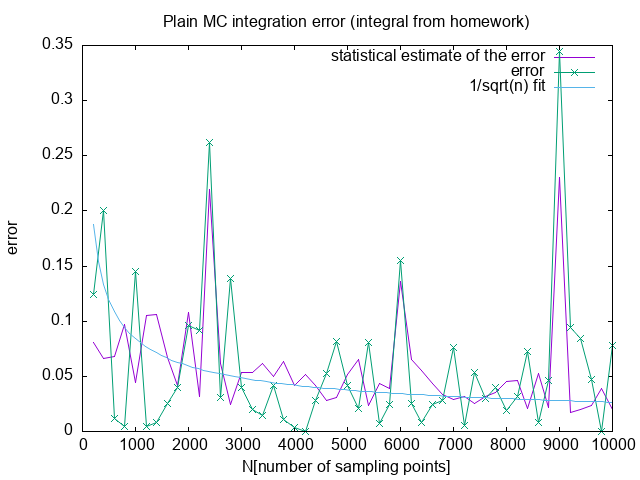 Plain MC integration error (integral from homework)
0.35
0.3
0.25
0.2
0.15
0.1
0.05
0
error
statistical estimate of the error
error
1/sqrt(n) fit
0 1000 2000 3000 4000 5000 6000 7000 8000 9000 10000
N[number of sampling points]